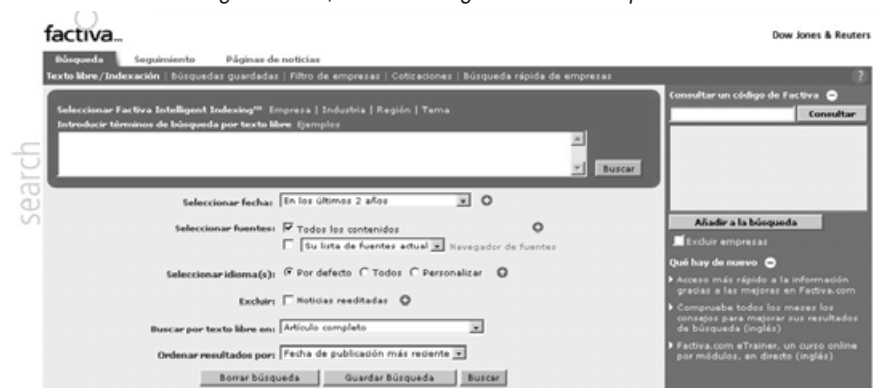 factiva...
Dow Jones & Reuters
Búsqueda Seguimiento Páginas de noticias
Texto libre/Indexación | Búsquedas guardadas | Filtro de empresas | Cotizaciones | Búsqueda rápida de empresas ?
search
Seleccionar Factiva Intelligent Indexing™ Empresa | Industria | Región | Tema
Introducir términos de búsqueda por texto libre Ejemplos
Buscar
Seleccionar fecha: En los últimos 2 años
Seleccionar fuentes: Todos los contenidos
Su lista de fuentes actual Navegador de fuentes
Seleccionar idioma(s): Por defecto Todos Personalizar
Excluir: Noticias reeditadas
Buscar por texto libre en: Artículo completo
Ordenar resultados por: Fecha de publicación más reciente
Borrar búsqueda Guardar Búsqueda Buscar
Consultar un código de Factiva
Consultar
Añadir a la búsqueda
Excluir empresas
Qué hay de nuevo
Acceso más rápido a la información
gracias a las mejoras en Factiva.com
Compruebe todos los meses los
consejos para mejorar sus resultados
de búsqueda (inglés)
Factiva.com eTrainer, un curso online
por módulos, en directo (inglés)